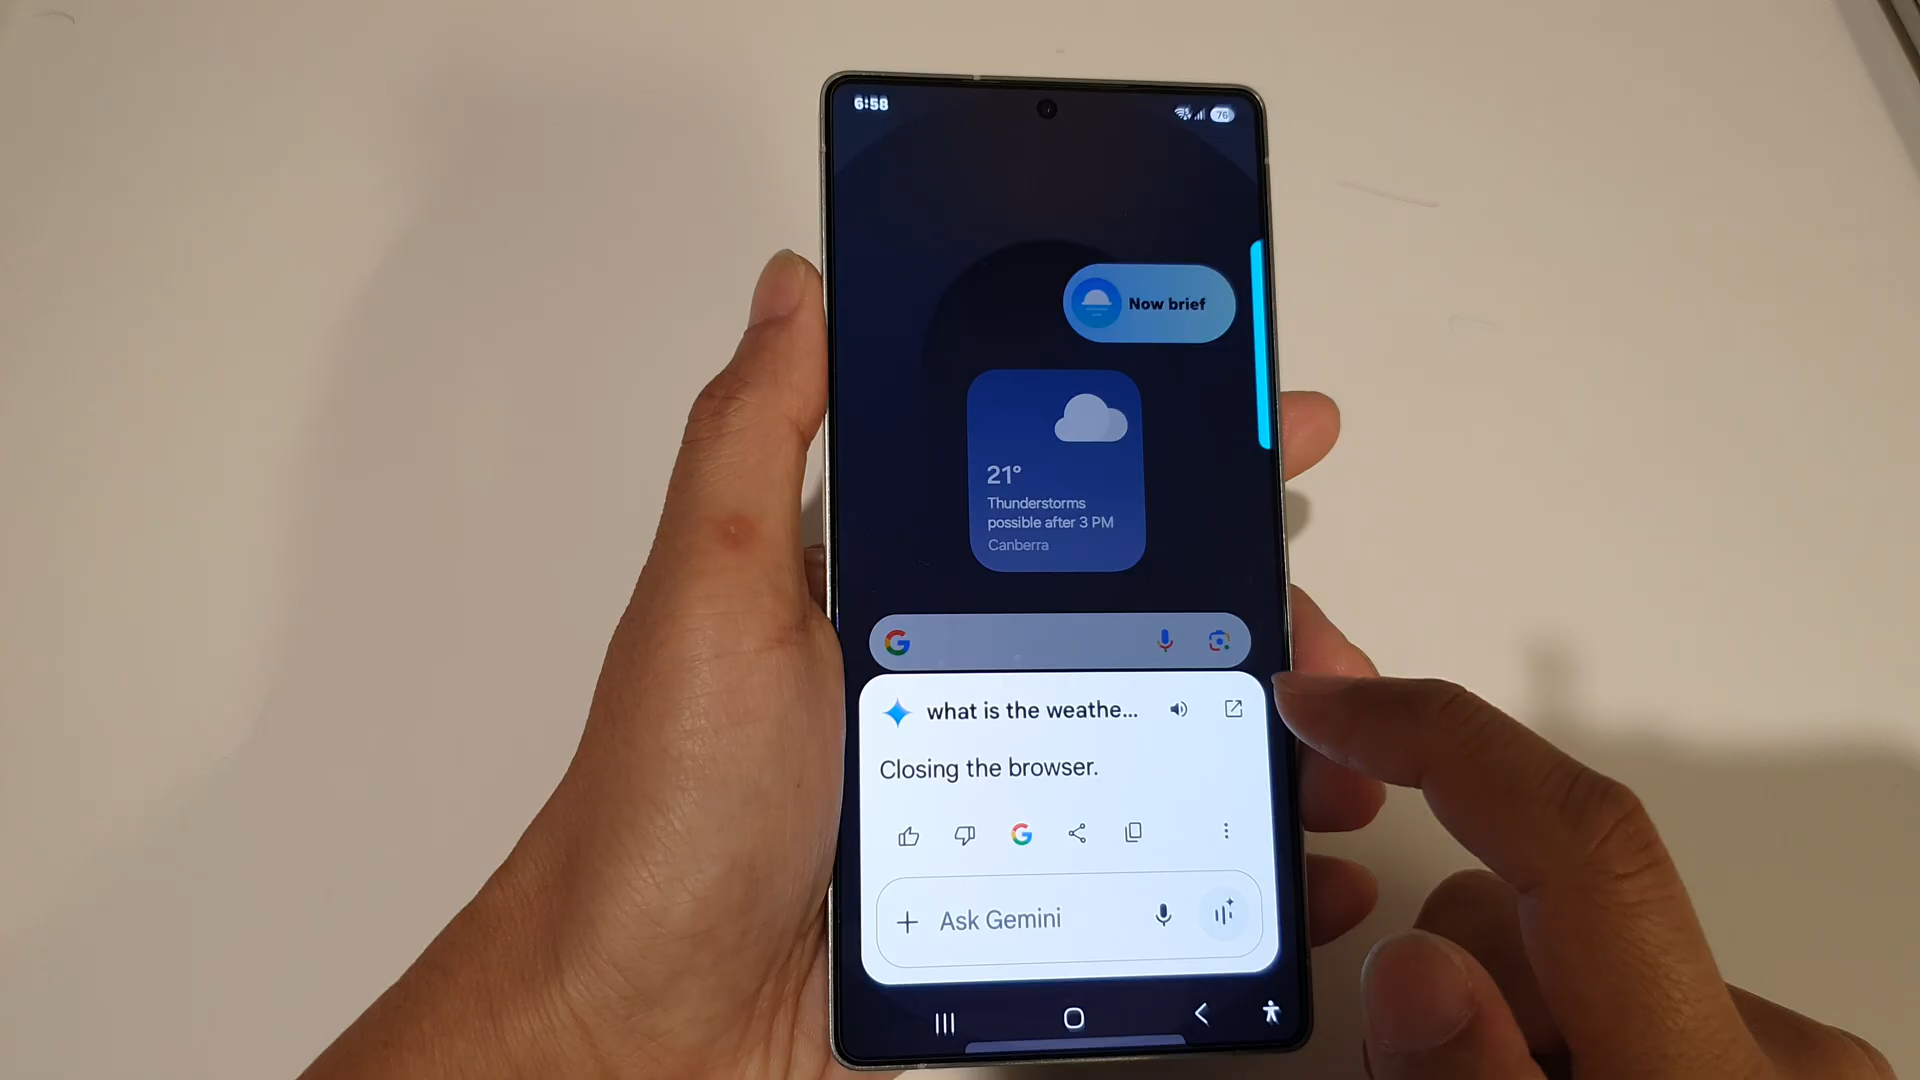 6:58
76
Now brief
21°
Thunderstorms
possible after 3 PM
Canberra
what is the weathe...
Closing the browser.
Ask Gemini